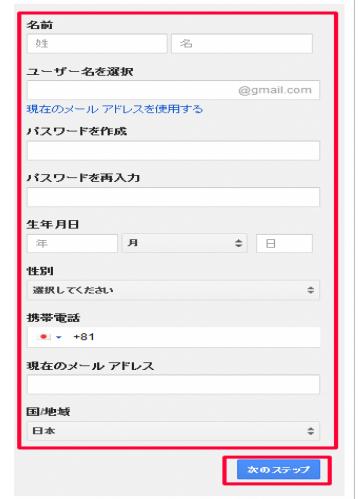 名前
姓 名
ユーザー名を選択
@gmail.com
現在のメール アドレスを使用する
パスワードを作成
パスワードを再入力
生年月日
年 月 日
性別
選択してください
携帯電話
+81
現在のメール アドレス
国/地域
日本
次のステップ